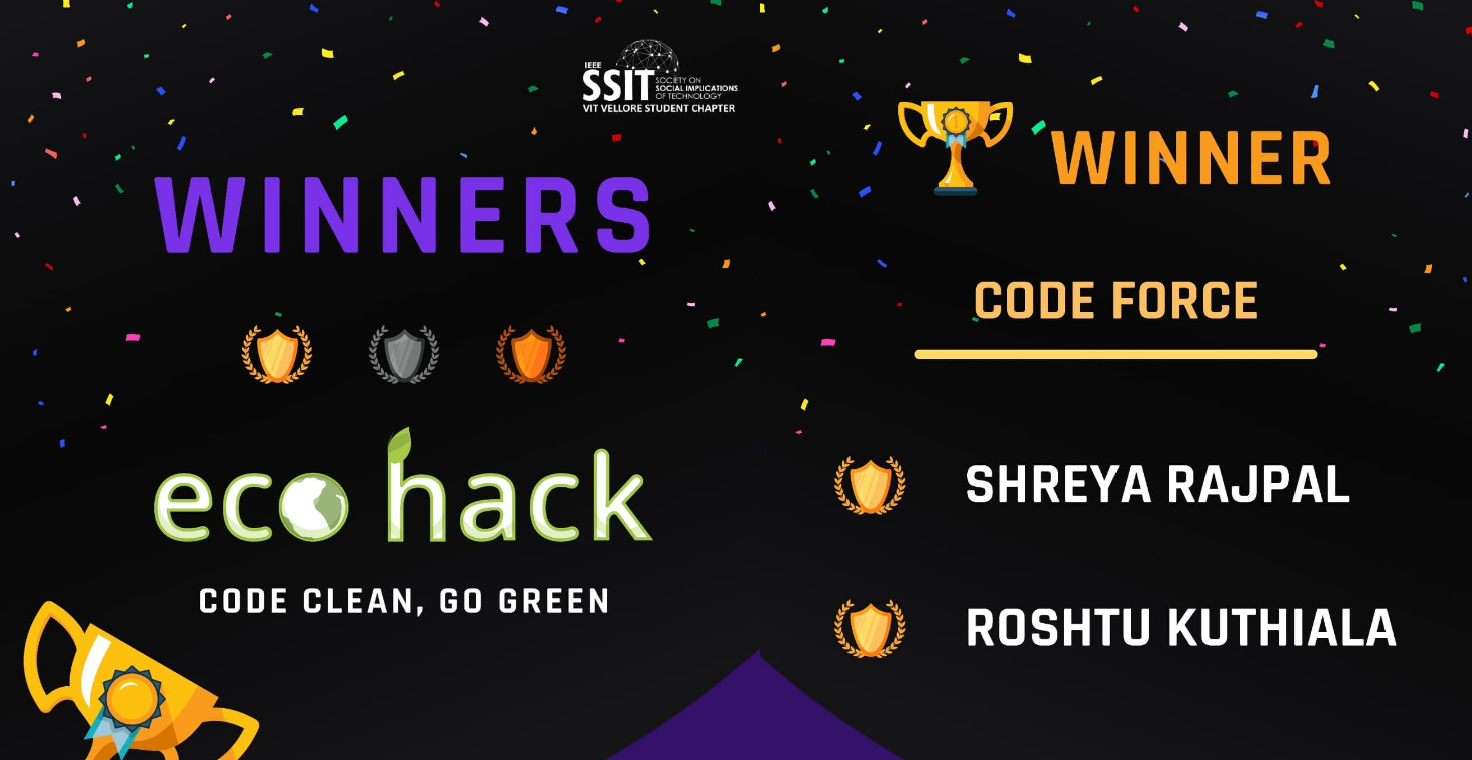 IEEE
SSIT
SOCIETY ON
SOCIAL IMPLICATIONS
OF TECHNOLOGY
VIT VELLORE STUDENT CHAPTER
WINNERS
eco hack
CODE CLEAN, GO GREEN
WINNER
CODE FORCE
SHREYA RAJPAL
ROSHTU KUTHIALA